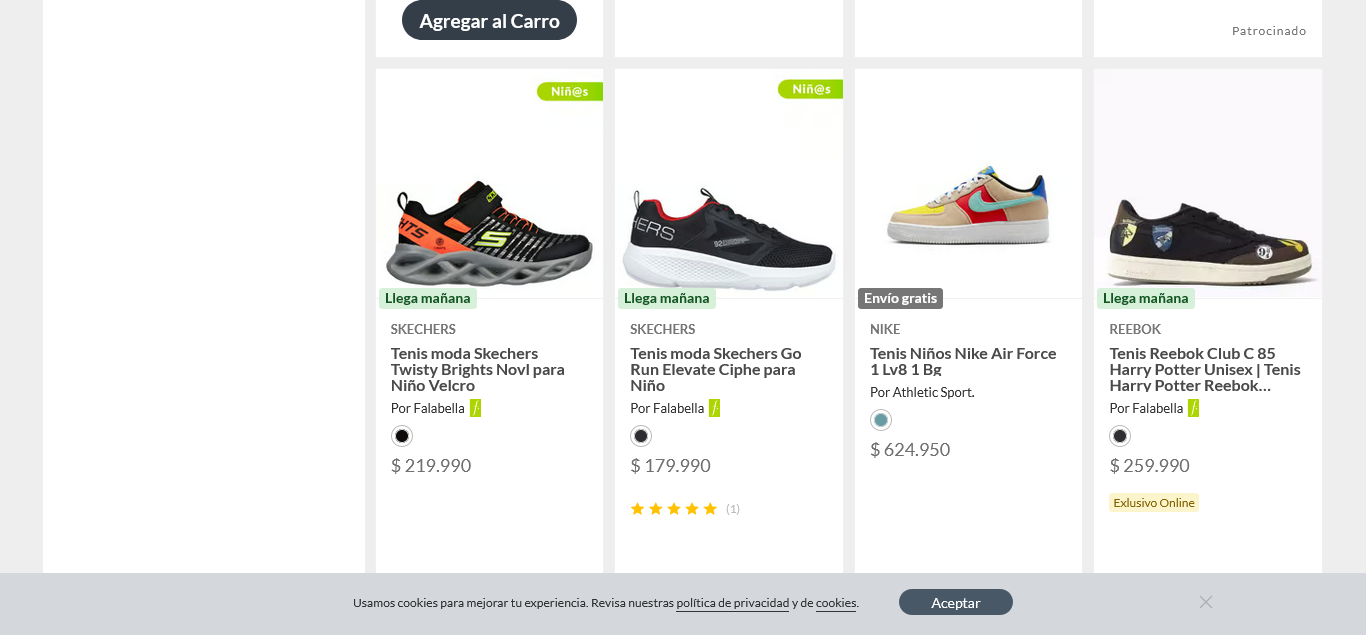 Agregar al Carro
Patrocinado
Niñ@s
Niñ@s
Llega mañana
SKECHERS
Tenis moda Skechers
Twisty Brights Novl para
Niño Velcro
Por Falabella
$ 219.990
Llega mañana
SKECHERS
Tenis moda Skechers Go
Run Elevate Ciphe para
Niño
Por Falabella
$ 179.990
(1)
Envío gratis
NIKE
Tenis Niños Nike Air Force
1 Lv8 1 Bg
Por Athletic Sport.
$ 624.950
Llega mañana
REEBOK
Tenis Reebok Club C 85
Harry Potter Unisex | Tenis
Harry Potter Reebok...
Por Falabella
$ 259.990
Exlusivo Online
Usamos cookies para mejorar tu experiencia. Revisa nuestras política de privacidad y de cookies.
Aceptar